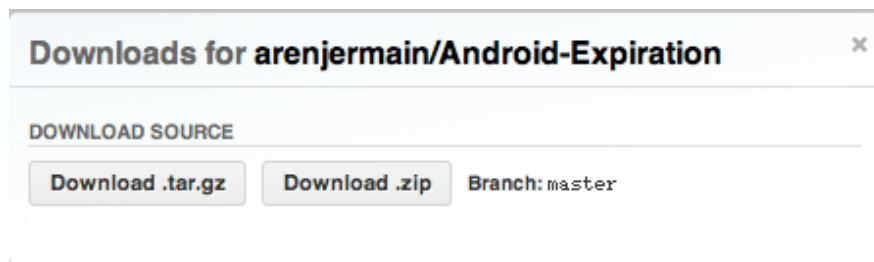 Downloads for arenjermain/Android-Expiration ×
DOWNLOAD SOURCE
Download .tar.gz Download .zip Branch: master